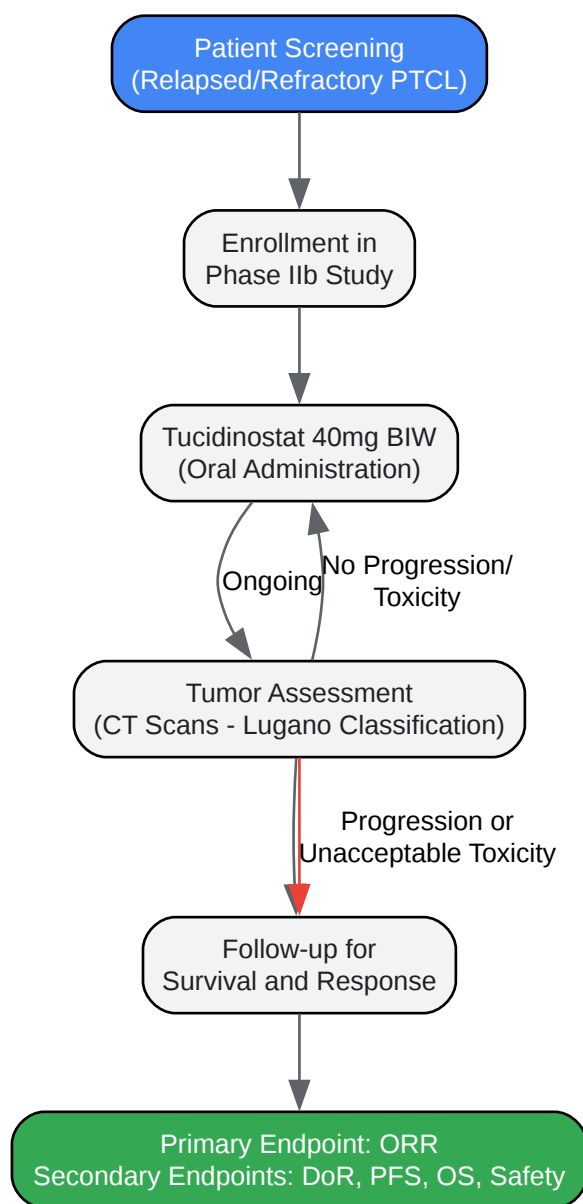 Patient Screening
(Relapsed/Refractory PTCL)
Enrollment in
Phase IIb Study
Tucidinostat 40mg BIW
(Oral Administration)
Ongoing
No Progression/
Toxicity
Tumor Assessment
(CT Scans - Lugano Classification)
Progression or
Unacceptable Toxicity
Follow-up for
Survival and Response
Primary Endpoint: ORR
Secondary Endpoints: DoR, PFS, OS, Safety